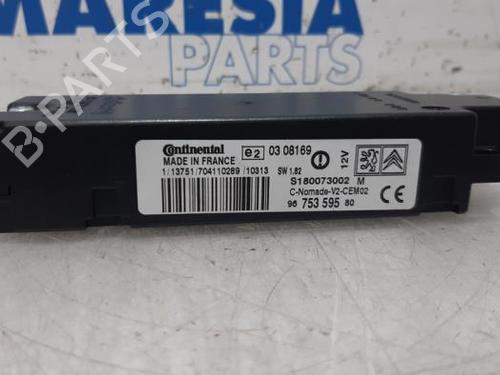 MARESIA
PARTS
B-PARTS
Continental e2 03 08169 12V
MADE IN FRANCE
1/13751/704110289 /10313 SW 1.82
S180073002 M
C-Nomade-V2-CEM02
96 753 595 80
CE